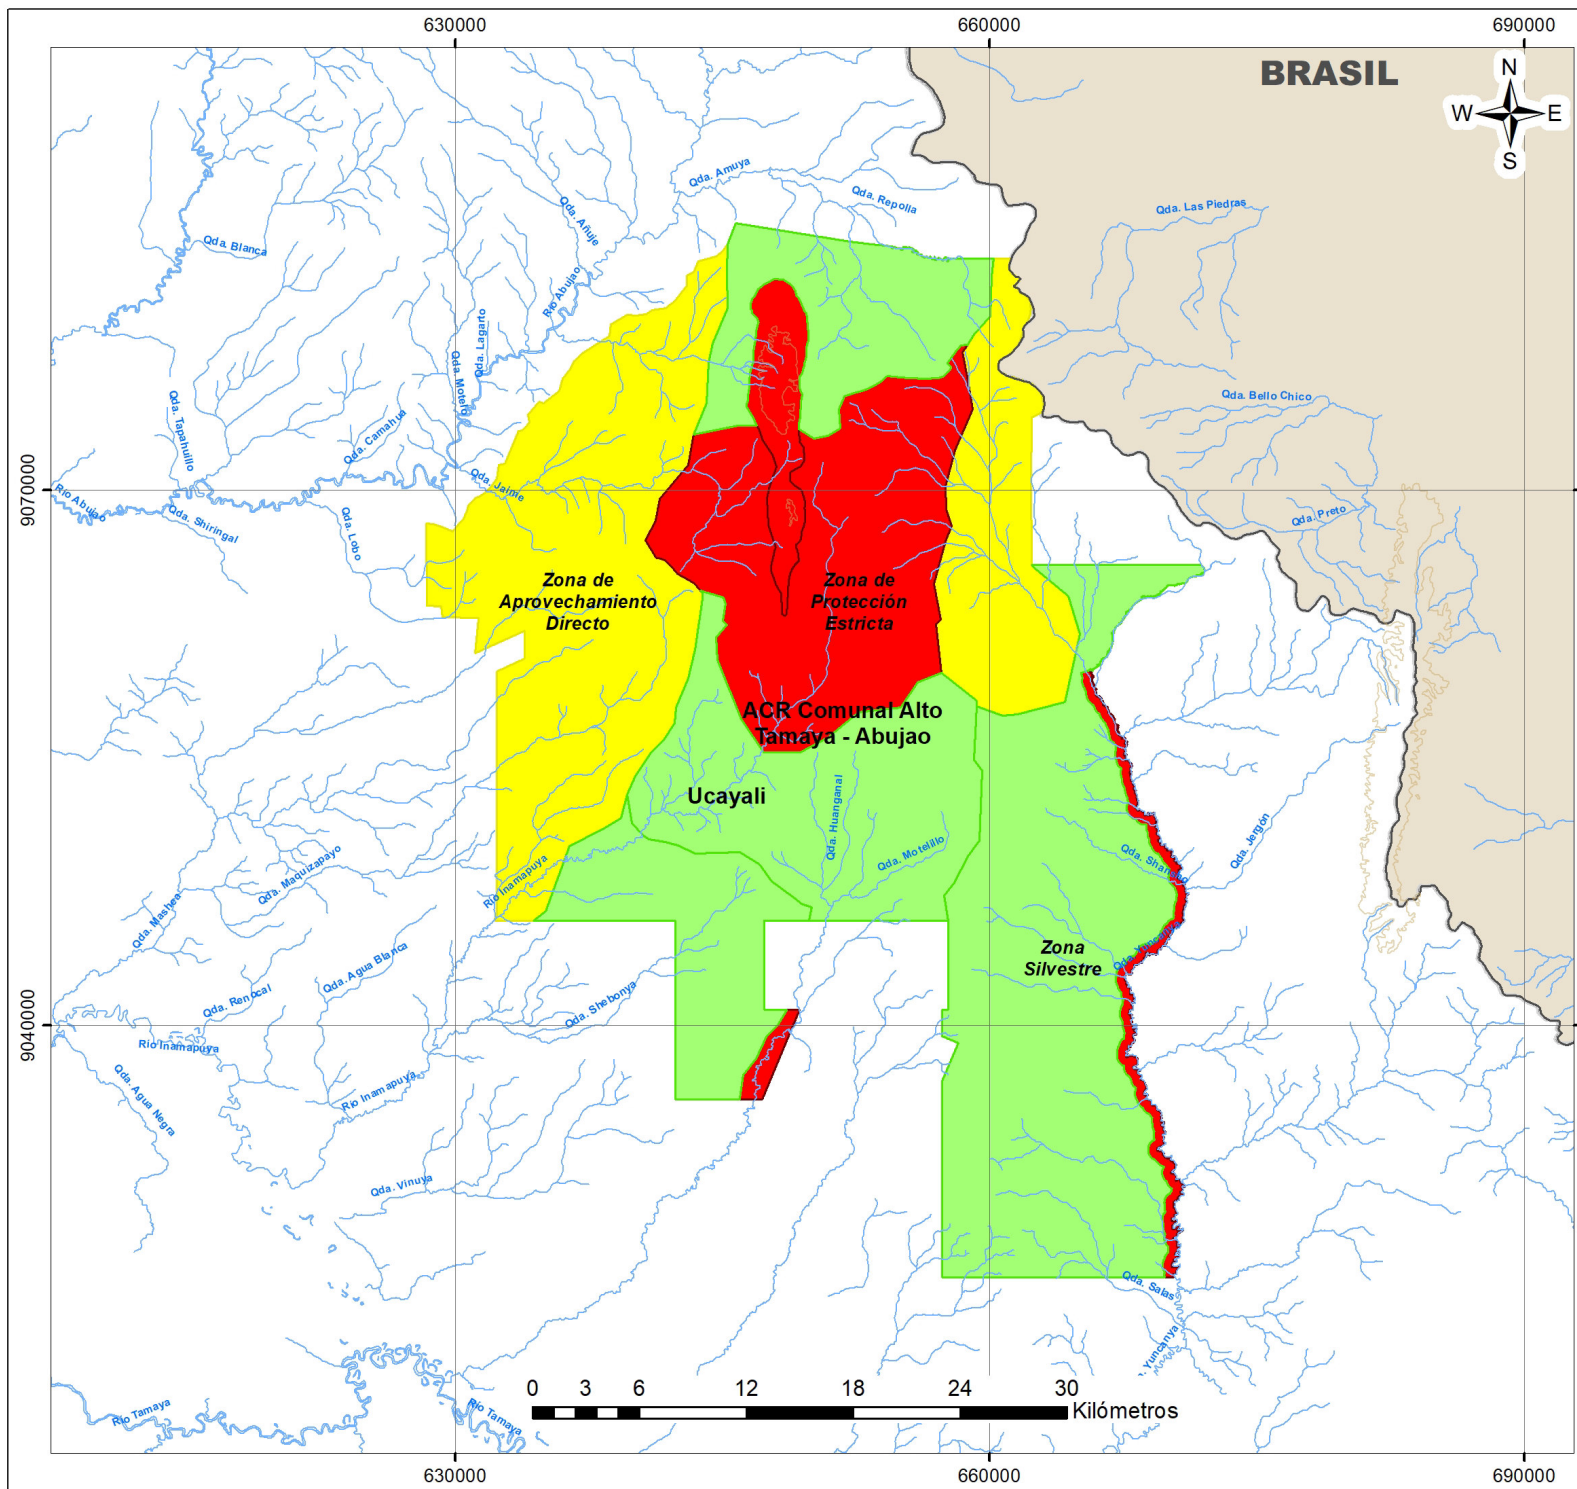 630000
660000
690000
BRASIL
N
W
E
S
Qda. Amuya
Qda. Repolla
Qda. Las Piedras
Qda. Añuje
Qda. Blanca
Río Abujao
Qda. Lagarto
Qda. Motelo
Qda. Bello Chico
Qda. Tapahuillo
Qda. Camahua
9070000
Río Abujao
Qda. Jaime
Qda. Shiringal
Qda. Lobo
Qda. Preto
Zona de
Aprovechamiento
Directo
Zona de
Protección
Estricta
ACR Comunal Alto
Tamaya - Abujao
Ucayali
Qda. Huanganal
Qda. Motelillo
Qda. Jergón
Qda.
Qda. Maquizapayo
Río Inamapuya
Qda. Mashea
Zona
Silvestre
Qda.
Qda. Agua Blanca
Qda. Renocal
Qda. Shebonya
9040000
Río Inamapuya
Qda. Agua Negra
Río Inamapuya
Qda. Vinuya
Qda. Salas
Yuncanya
0 3 6 12 18 24 30
Kilómetros
Río Tamaya
Río Tamaya
630000
660000
690000